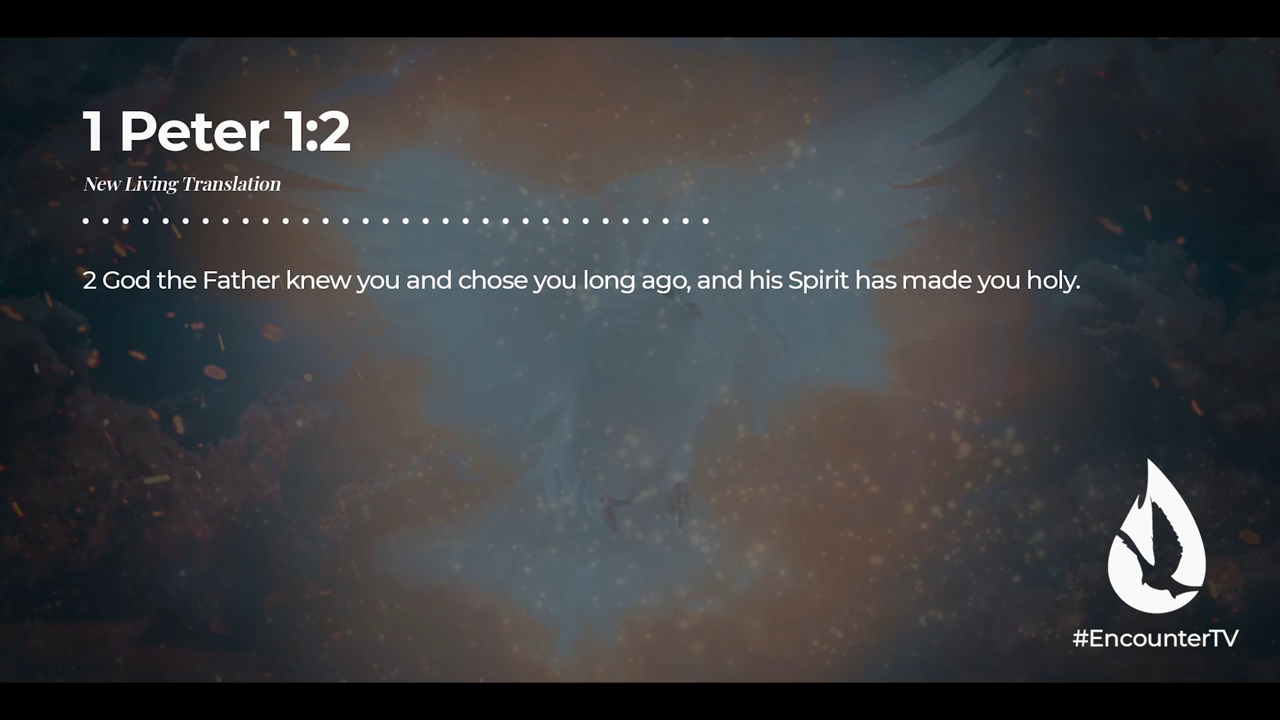 1 Peter 1:2
New Living Translation
2 God the Father knew you and chose you long ago, and his Spirit has made you holy.
#EncounterTV